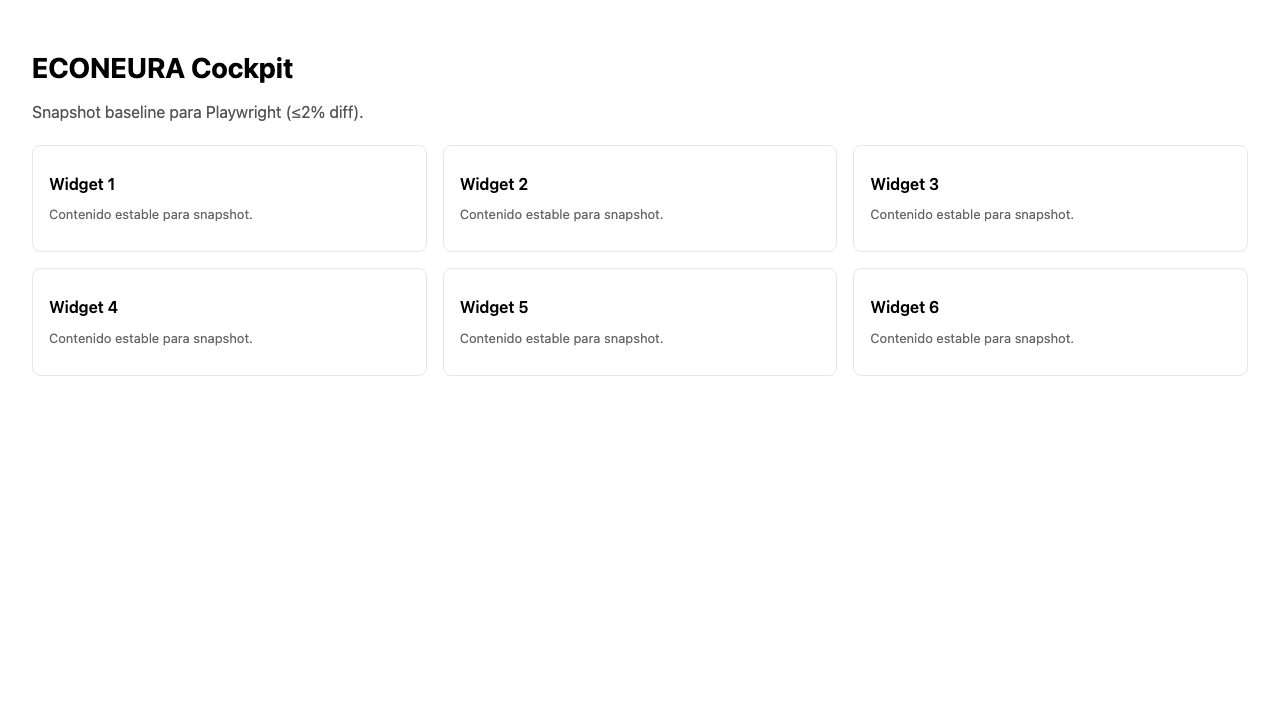 ECONEURA Cockpit
Snapshot baseline para Playwright (≤2% diff).
Widget 1
Contenido estable para snapshot.
Widget 2
Contenido estable para snapshot.
Widget 3
Contenido estable para snapshot.
Widget 4
Contenido estable para snapshot.
Widget 5
Contenido estable para snapshot.
Widget 6
Contenido estable para snapshot.